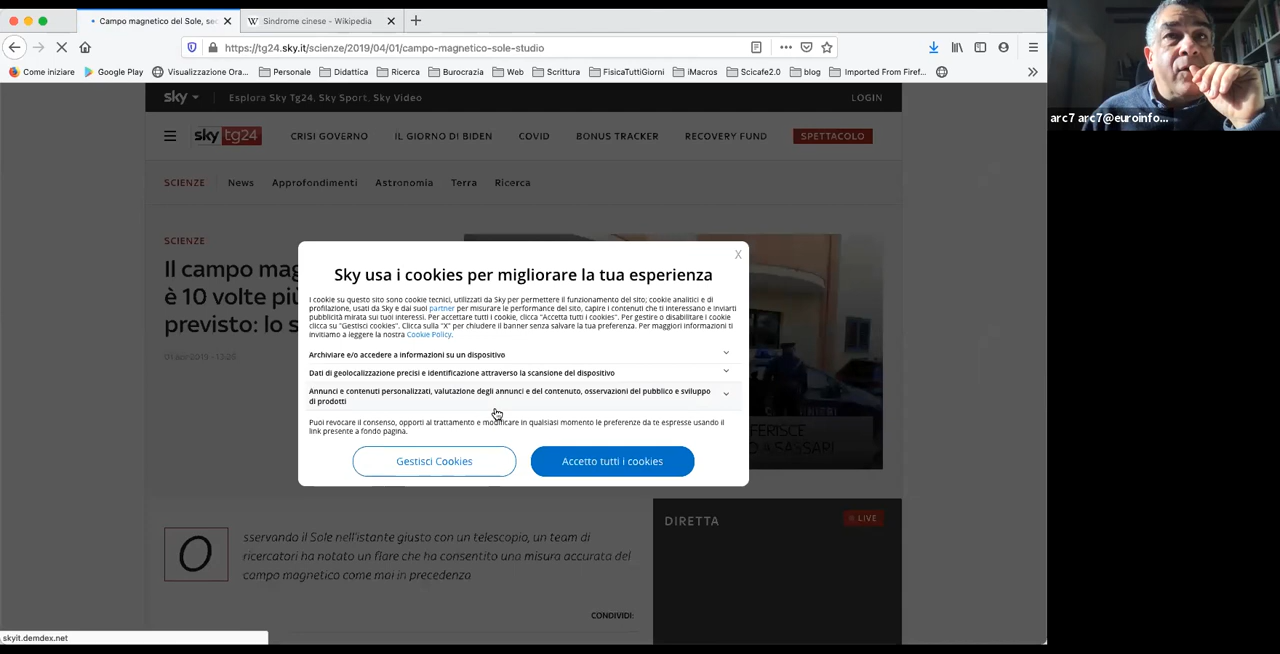 Campo magnetico del Sole, se
Sindrome cinese - Wikipedia
https://tg24.sky.it/scienze/2019/04/01/campo-magnetico-sole-studio
Come iniziare
Google Play
Visualizzazione Ora...
Personale
Didattica
Ricerca
Burocrazia
Web
Scrittura
FisicaTuttiGiorni
iMacros
Scicafe2.0
blog
Imported From Firef...
arc7 arc7@euroinfo...
sky
Esplora Sky Tg24, Sky Sport, Sky Video
LOGIN
sky tg24
CRISI GOVERNO
IL GIORNO DI BIDEN
COVID
BONUS TRACKER
RECOVERY FUND
SPETTACOLO
SCIENZE
News
Approfondimenti
Astronomia
Terra
Ricerca
SCIENZE
Il campo mag
è 10 volte pi
previsto: lo s
01 apr 2019 -
X
Sky usa i cookies per migliorare la tua esperienza
I cookie su questo sito sono cookie tecnici, utilizzati da Sky per permettere il funzionamento del sito; cookie analitici e di
profilazione, usati da Sky e dai suoi partner per misurare le performance del sito, capire i contenuti che ti interessano e inviarti
pubblicità mirata sui tuoi interessi. Per accettare tutti i cookie, clicca "Accetta tutti i cookies". Per gestire o disabilitare i cookie
clicca su "Gestisci cookies". Clicca sulla "X" per chiudere il banner senza salvare la tua preferenza. Per maggiori informazioni ti
invitiamo a leggere la nostra Cookie Policy.
Archiviare e/o accedere a informazioni su un dispositivo
Dati di geolocalizzazione precisi e identificazione attraverso la scansione del dispositivo
Annunci e contenuti personalizzati, valutazione degli annunci e del contenuto, osservazioni del pubblico e sviluppo
di prodotti
Puoi revocare il consenso, opporti al trattamento e modificare in qualsiasi momento le preferenze da te espresse usando il
link presente a fondo pagina.
Gestisci Cookies
Accetto tutti i cookies
INIERI
FERISCE
A SASSARI
Osservando il Sole nell'istante giusto con un telescopio, un team di
ricercatori ha notato un flare che ha consentito una misura accurata del
campo magnetico come mai in precedenza
CONDIVIDI:
DIRETTA
LIVE
skyit.demdex.net